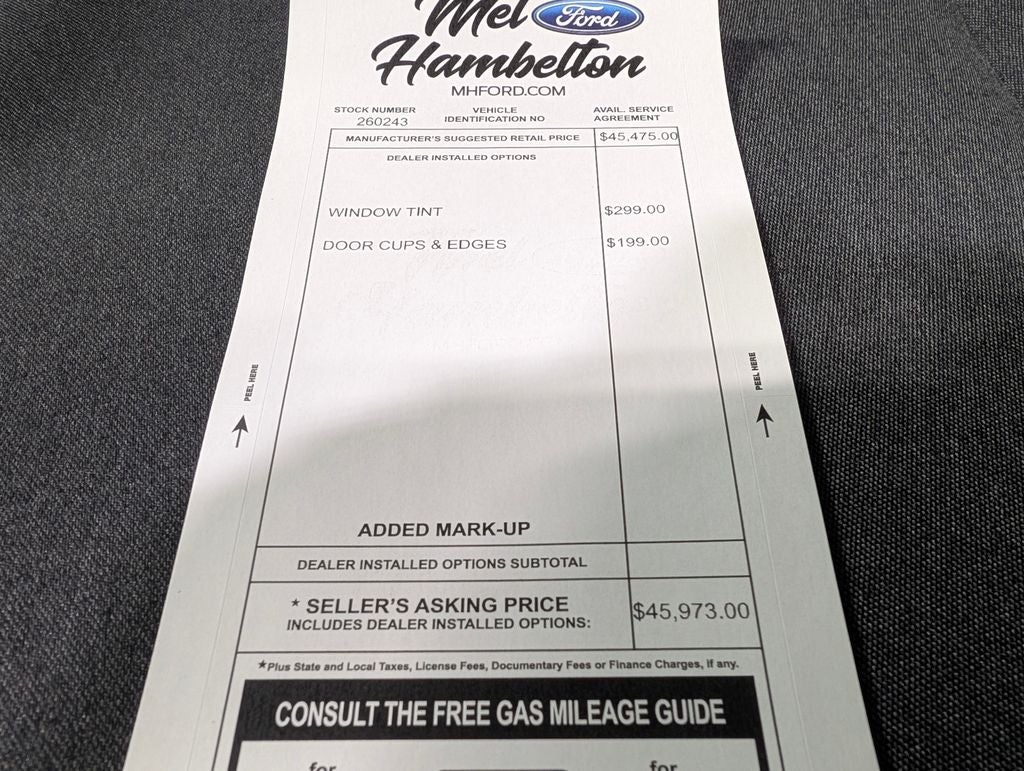 Mel Ford
Hambelton
MHFORD.COM
STOCK NUMBER VEHICLE AVAIL. SERVICE
260243 IDENTIFICATION NO AGREEMENT
MANUFACTURER'S SUGGESTED RETAIL PRICE $45,475.00
DEALER INSTALLED OPTIONS
WINDOW TINT $299.00
DOOR CUPS & EDGES $199.00
PEEL HERE PEEL HERE
ADDED MARK-UP
DEALER INSTALLED OPTIONS SUBTOTAL
* SELLER'S ASKING PRICE $45,973.00
INCLUDES DEALER INSTALLED OPTIONS:
*Plus State and Local Taxes, License Fees, Documentary Fees or Finance Charges, if any.
CONSULT THE FREE GAS MILEAGE GUIDE
for for